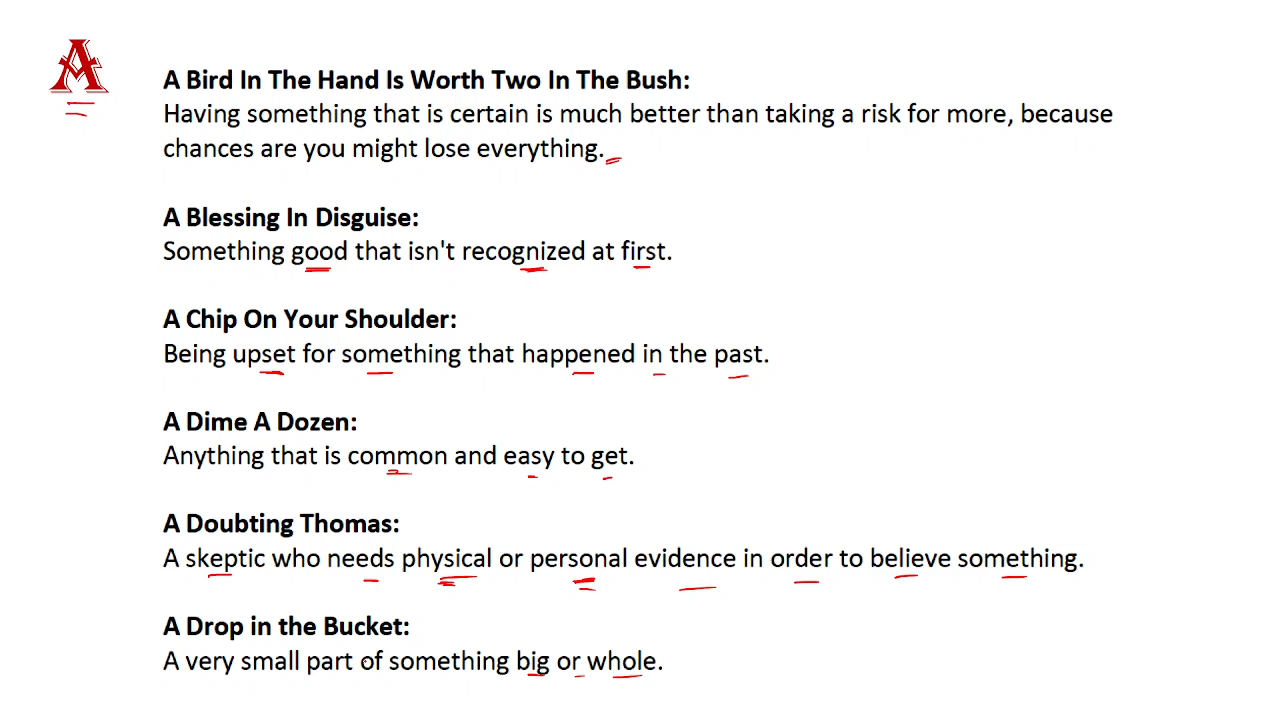 A
A Bird In The Hand Is Worth Two In The Bush:
Having something that is certain is much better than taking a risk for more, because
chances are you might lose everything.
A Blessing In Disguise:
Something good that isn't recognized at first.
A Chip On Your Shoulder:
Being upset for something that happened in the past.
A Dime A Dozen:
Anything that is common and easy to get.
A Doubting Thomas:
A skeptic who needs physical or personal evidence in order to believe something.
A Drop in the Bucket:
A very small part of something big or whole.